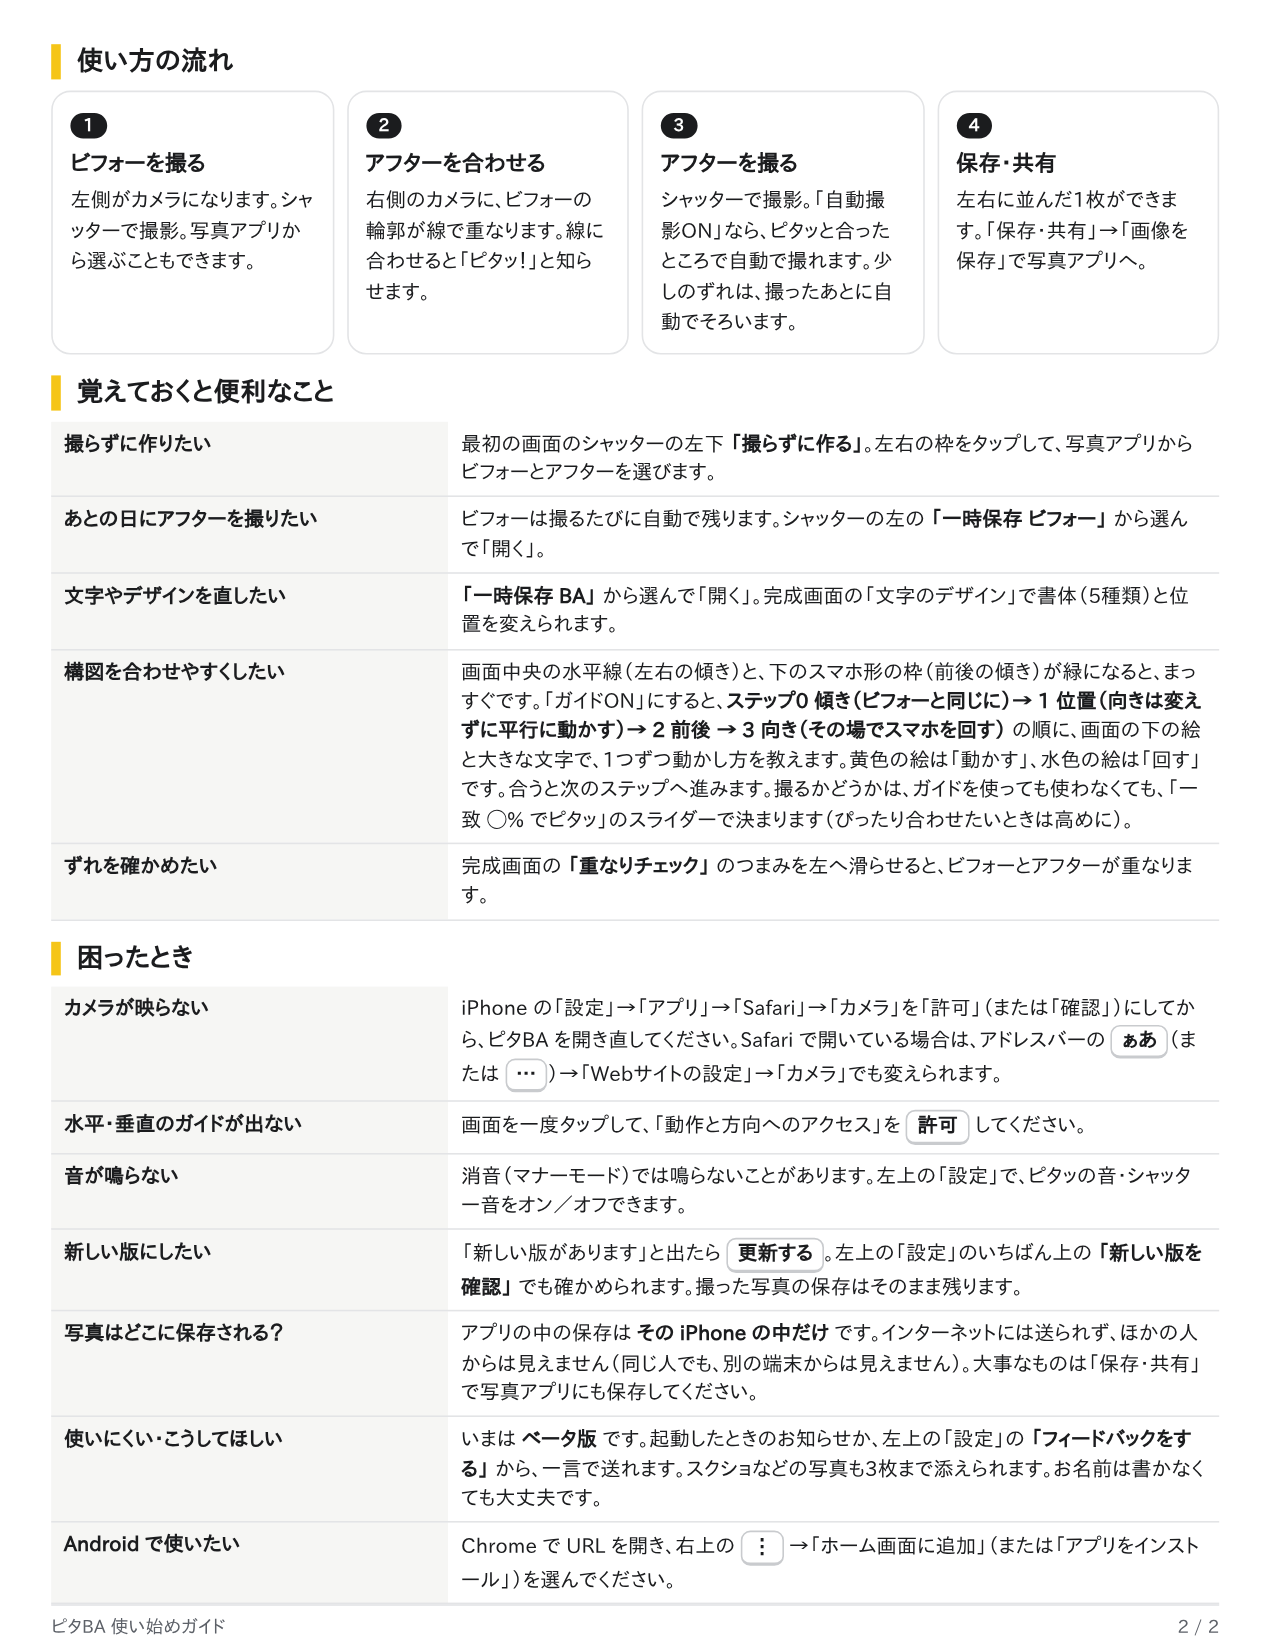 使い方の流れ
1
ビフォーを撮る
左側がカメラになります。シャ
ッターで撮影。写真アプリか
ら選ぶこともできます。
2
アフターを合わせる
右側のカメラに、ビフォーの
輪郭が線で重なります。線に
合わせると「ピタッ!」と知ら
せます。
3
アフターを撮る
シャッターで撮影。「自動撮
影ON」なら、ピタッと合った
ところで自動で撮れます。少
しのずれは、撮ったあとに自
動でそろいます。
4
保存・共有
左右に並んだ1枚ができま
す。「保存・共有」→「画像を
保存」で写真アプリへ。
覚えておくと便利なこと
撮らずに作りたい
最初の画面のシャッターの左下「撮らずに作る」。左右の枠をタップして、写真アプリから
ビフォーとアフターを選びます。
あとの日にアフターを撮りたい
ビフォーは撮るたびに自動で残ります。シャッターの左の「一時保存 ビフォー」から選ん
で「開く」。
文字やデザインを直したい
「一時保存 BA」から選んで「開く」。完成画面の「文字のデザイン」で書体(5種類)と位
置を変えられます。
構図を合わせやすくしたい
画面中央の水平線(左右の傾き)と、下のスマホ形の枠(前後の傾き)が緑になると、まっ
すぐです。「ガイドON」にすると、ステップ0 傾き(ビフォーと同じに)→ 1 位置(向きは変え
ずに平行に動かす)→ 2 前後 → 3 向き(その場でスマホを回す) の順に、画面の下の絵
と大きな文字で、1つずつ動かし方を教えます。黄色の絵は「動かす」、水色の絵は「回す」
です。合うと次のステップへ進みます。撮るかどうかは、ガイドを使っても使わなくても、「一
致 ◯% でピタッ」のスライダーで決まります(ぴったり合わせたいときは高めに)。
ずれを確かめたい
完成画面の「重なりチェック」のつまみを左へ滑らせると、ビフォーとアフターが重なりま
す。
困ったとき
カメラが映らない
iPhone の「設定」→「アプリ」→「Safari」→「カメラ」を「許可」(または「確認」)にしてか
ら、ピタBA を開き直してください。Safari で開いている場合は、アドレスバーの ぁあ (ま
たは ⋯ )→「Webサイトの設定」→「カメラ」でも変えられます。
水平・垂直のガイドが出ない
画面を一度タップして、「動作と方向へのアクセス」を 許可 してください。
音が鳴らない
消音(マナーモード)では鳴らないことがあります。左上の「設定」で、ピタッの音・シャッタ
ー音をオン/オフできます。
新しい版にしたい
「新しい版があります」と出たら 更新する 。左上の「設定」のいちばん上の「新しい版を
確認」でも確かめられます。撮った写真の保存はそのまま残ります。
写真はどこに保存される?
アプリの中の保存は その iPhone の中だけ です。インターネットには送られず、ほかの人
からは見えません(同じ人でも、別の端末からは見えません)。大事なものは「保存・共有」
で写真アプリにも保存してください。
使いにくい・こうしてほしい
いまは ベータ版 です。起動したときのお知らせか、左上の「設定」の「フィードバックをす
る」から、一言で送れます。スクショなどの写真も3枚まで添えられます。お名前は書かなく
ても大丈夫です。
Android で使いたい
Chrome で URL を開き、右上の ⋮ →「ホーム画面に追加」(または「アプリをインスト
ール」)を選んでください。
ピタBA 使い始めガイド
2 / 2